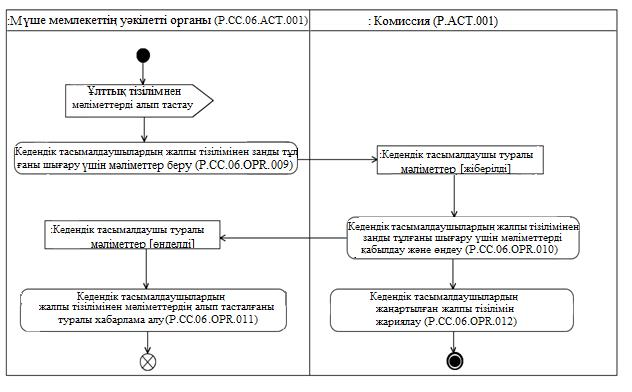 :Мүше мемлекеттің уәкілетті органы (P.CC.06.ACT.001)
: Комиссия (P.ACT.001)
Ұлттық тізілімнен
мәліметтерді алып тастау
Кедендік тасымалдаушылардың жалпы тізілімінен заңды тұл
ғаны шығару үшін мәліметтер беру (P.CC.06.OPR.009)
:Кедендік тасымалдаушы туралы
мәліметтер [жіберілді]
:Кедендік тасымалдаушы туралы
мәліметтер [өңделді]
Кедендік тасымалдаушылардың жалпы тізілімінен
заңды тұлғаны шығару үшін мәліметтерді
қабылдау және өңдеу (P.CC.06.OPR.010)
Кедендік тасымалдаушылардың
жалпы тізілімінен мәліметтердің алып тасталғаны
туралы хабарлама алу(P.CC.06.OPR.011)
Кедендік тасымалдаушылардың
жаңартылған жалпы тізілімін
жариялау (P.CC.06.OPR.012)